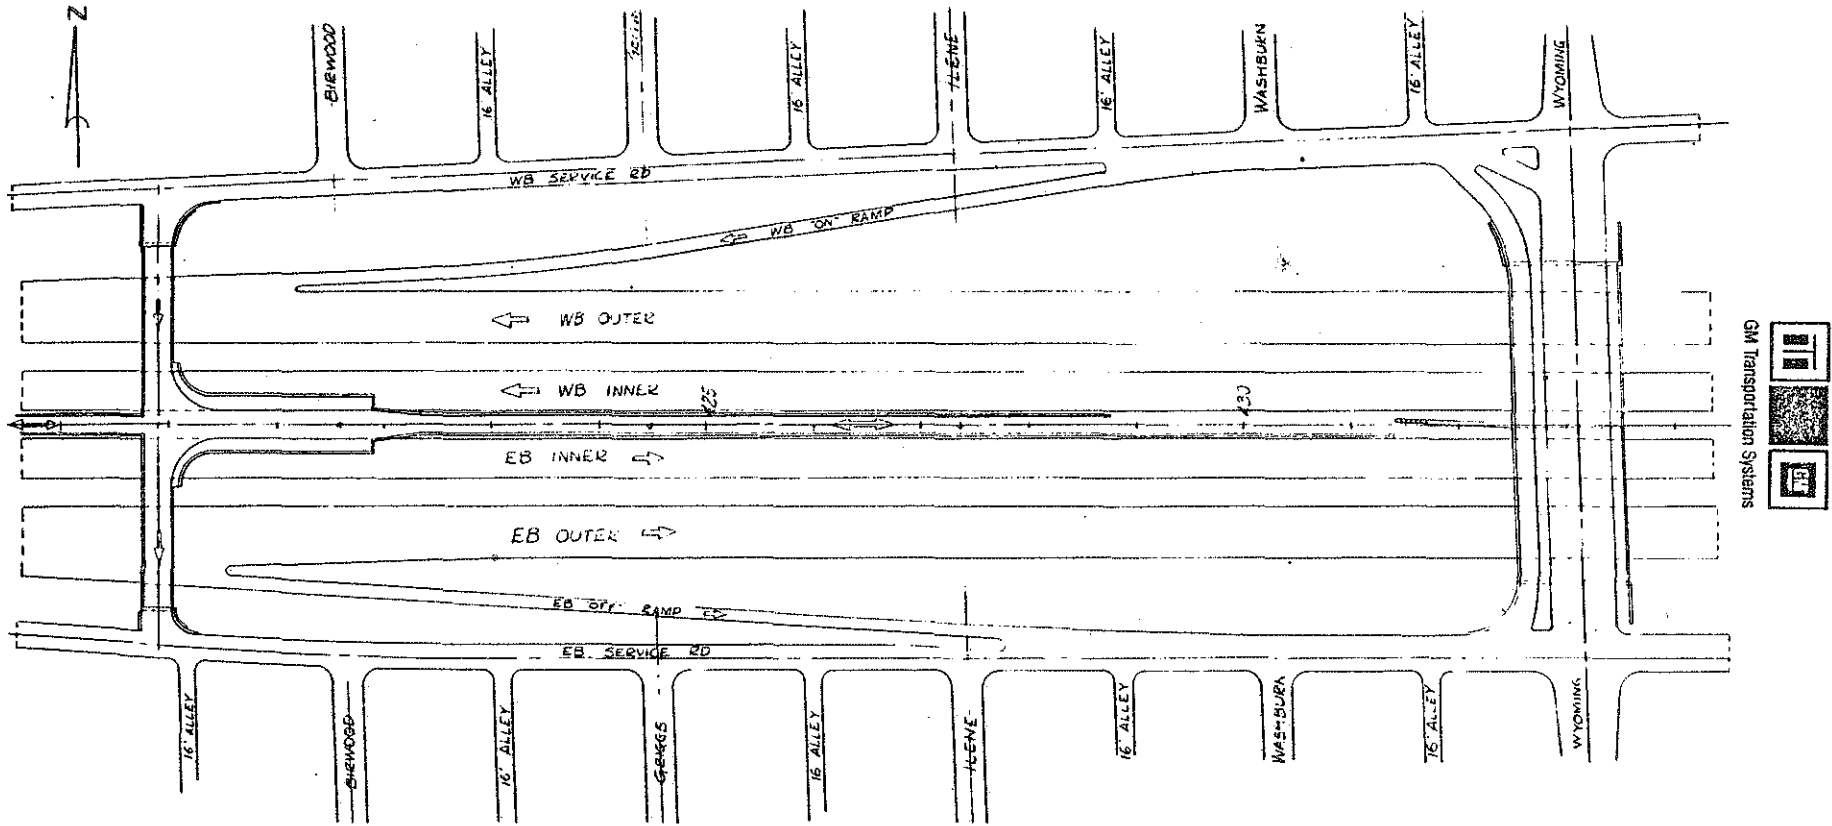 Z
BIRWOOD
16' ALLEY
16' ALLEY
ILENE
16' ALLEY
WASHBURN
16' ALLEY
WYOMING
WB SERVICE RD
WB "ON" RAMP
WB OUTER
WB INNER
425
430
EB INNER
EB OUTER
EB "OFF" RAMP
EB SERVICE RD
16' ALLEY
BIRWOOD
16' ALLEY
GRIGGS
16' ALLEY
ILENE
16' ALLEY
WASHBURN
16' ALLEY
WYOMING
GM Transportation Systems